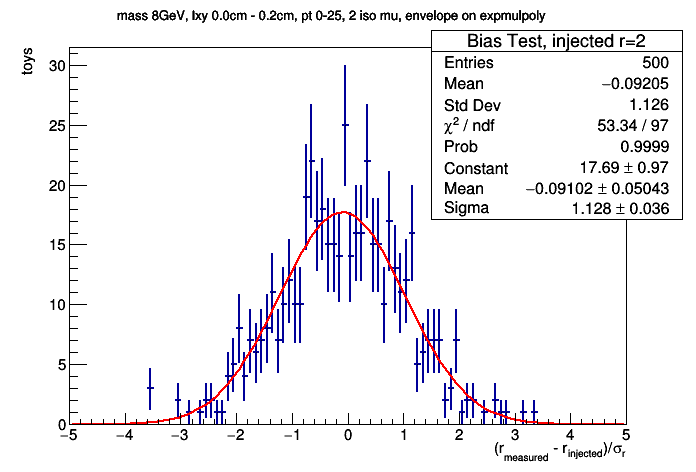 mass 8GeV, lxy 0.0cm - 0.2cm, pt 0-25, 2 iso mu, envelope on expmulpoly
Bias Test, injected r=2
Entries 500
Mean −0.09205
Std Dev 1.126
χ² / ndf 53.34 / 97
Prob 0.9999
Constant 17.69 ± 0.97
Mean −0.09102 ± 0.05043
Sigma 1.128 ± 0.036
toys
30
25
20
15
10
5
0
−5 −4 −3 −2 −1 0 1 2 3 4 5
(r_measured - r_injected)/σ_r